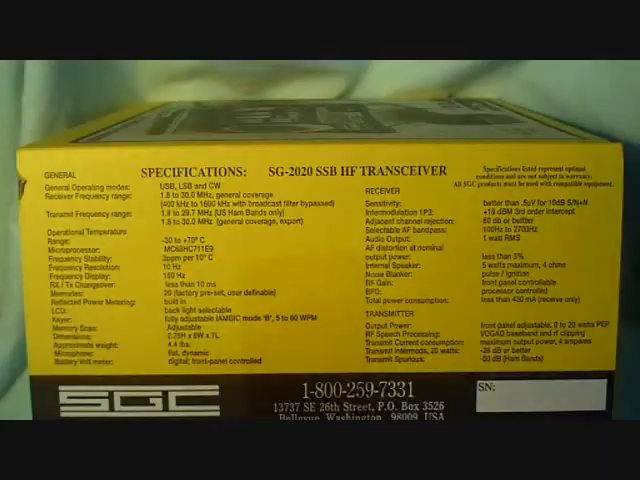 SPECIFICATIONS: SG-2020 SSB HF TRANSCEIVER
Specifications listed represent optimal
conditions and are not subject to warranty.
All SGC products must be used with compatible equipment.
GENERAL
General Operating modes: USB, LSB and CW
Receiver Frequency range: 1.8 to 30.0 MHz, general coverage
(400 kHz to 1600 kHz with broadcast filter bypassed)
Transmit Frequency range: 1.8 to 29.7 MHz (US Ham Bands only)
1.8 to 30.0 MHz (general coverage, export)
Operating Temperature
Range: -30 to +70° C
Microprocessor: MC68HC711E9
Frequency Stability: 3ppm per 10° C
Frequency Resolution: 10 Hz
Frequency Display: 100 Hz
RX / Tx Changeover: less than 10 ms
Memories: 20 (factory pre-set, user definable)
Reflected Power Metering: built in
LCD: back light selectable
Keyer: fully adjustable IAMGIC mode 'B', 5 to 60 WPM
Memory Scan: Adjustable
Dimensions: 2.75H x 6W x 7L
Approximate weight: 4.4 lbs.
Microphone: fist, dynamic
Battery Volt meter: digital; front-panel controlled
RECEIVER
Sensitivity: better than .5uV for 10dB S/N+N
Intermodulation 1P3: +18 dBM 3rd order intercept
Adjacent channel rejection: 60 db or better
Selectable AF bandpass: 100Hz to 2700Hz
Audio Output: 1 watt RMS
AF distortion at nominal
output power: less than 3%
Internal Speaker: 5 watts maximum, 4 ohms
Noise Blanker: pulse / ignition
RF Gain: front panel controllable
BFO: processor controlled
Total power consumption: less than 430 mA (receive only)
TRANSMITTER
Output Power: front panel adjustable, 0 to 20 watts PEP
RF Speech Processing: VOGAD baseband and rf clipping
Transmit Current consumption: maximum output power, 4 amperes
Transmit intermods, 20 watts: -28 dB or better
Transmit Spurious: -50 dB (Ham Bands)
SGC
1-800-259-7331
13737 SE 26th Street, P.O. Box 3526
Bellevue, Washington 98009 USA
SN: